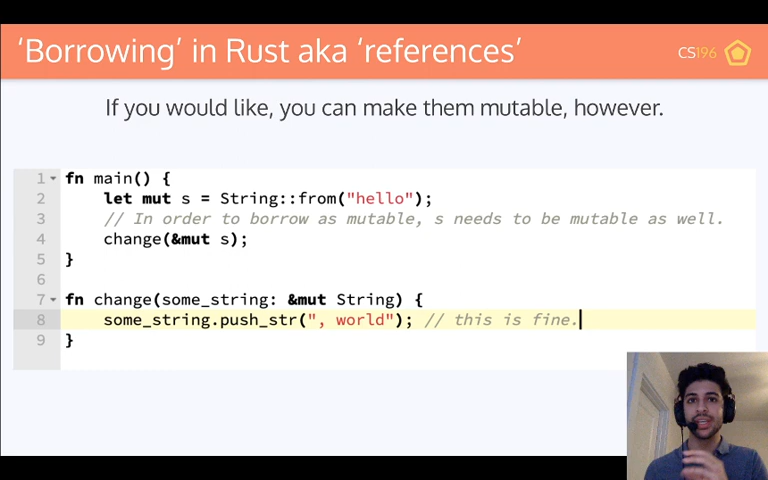 ‘Borrowing’ in Rust aka ‘references’
CS196
If you would like, you can make them mutable, however.
1 fn main() {
2 let mut s = String::from("hello");
3 // In order to borrow as mutable, s needs to be mutable as well.
4 change(&mut s);
5 }
6
7 fn change(some_string: &mut String) {
8 some_string.push_str(", world"); // this is fine.
9 }